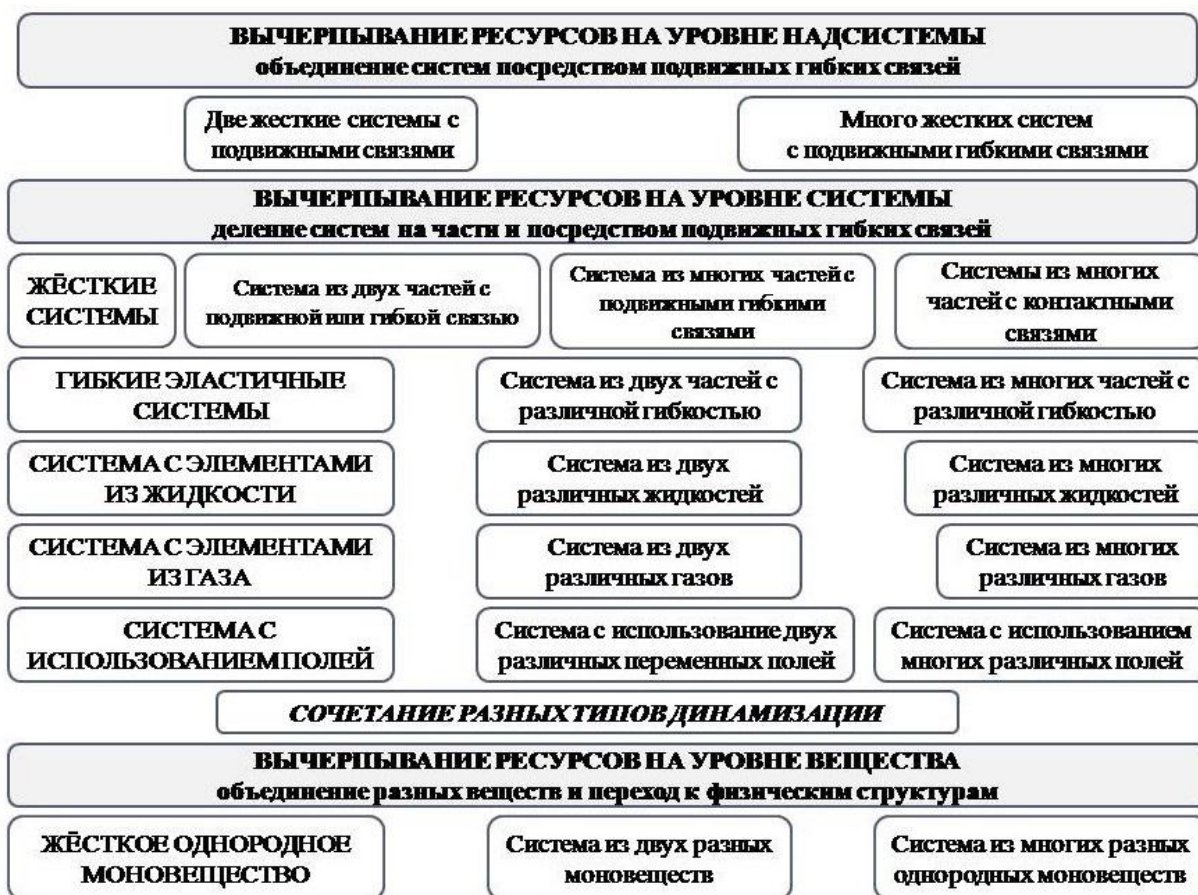 ВЫЧЕРПЫВАНИЕ РЕСУРСОВ НА УРОВНЕ НАДСИСТЕМЫ
объединение систем посредством подвижных гибких связей
Две жесткие системы с
подвижными связями
Много жестких систем
с подвижными гибкими связями
ВЫЧЕРПЫВАНИЕ РЕСУРСОВ НА УРОВНЕ СИСТЕМЫ
деление систем на части и посредством подвижных гибких связей
ЖЁСТКИЕ
СИСТЕМЫ
Система из двух частей с
подвижной или гибкой связью
Система из многих частей с
подвижными гибкими
связями
Системы из многих
частей с контактными
связями
ГИБКИЕ ЭЛАСТИЧНЫЕ
СИСТЕМЫ
Система из двух частей с
различной гибкостью
Система из многих частей с
различной гибкостью
СИСТЕМА С ЭЛЕМЕНТАМИ
ИЗ ЖИДКОСТИ
Система из двух
различных жидкостей
Система из многих
различных жидкостей
СИСТЕМА С ЭЛЕМЕНТАМИ
ИЗ ГАЗА
Система из двух
различных газов
Система из многих
различных газов
СИСТЕМА С
ИСПОЛЬЗОВАНИЕМ ПОЛЕЙ
Система с использование двух
различных переменных полей
Система с использованием
многих различных полей
СОЧЕТАНИЕ РАЗНЫХ ТИПОВ ДИНАМИЗАЦИИ
ВЫЧЕРПЫВАНИЕ РЕСУРСОВ НА УРОВНЕ ВЕЩЕСТВА
объединение разных веществ и переход к физическим структурам
ЖЁСТКОЕ ОДНОРОДНОЕ
МОНОВЕЩЕСТВО
Система из двух разных
моновеществ
Система из многих разных
однородных моновеществ